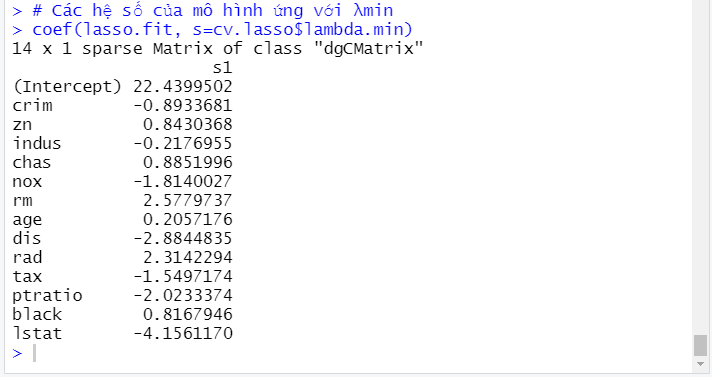 > # Các hệ số của mô hình ứng với λmin
> coef(lasso.fit, s=cv.lasso$lambda.min)
14 x 1 sparse Matrix of class "dgCMatrix"
                    s1
(Intercept) 22.4399502
crim        -0.8933681
zn           0.8430368
indus       -0.2176955
chas         0.8851996
nox         -1.8140027
rm           2.5779737
age          0.2057176
dis         -2.8844835
rad          2.3142294
tax         -1.5497174
ptratio     -2.0233374
black        0.8167946
lstat       -4.1561170
>